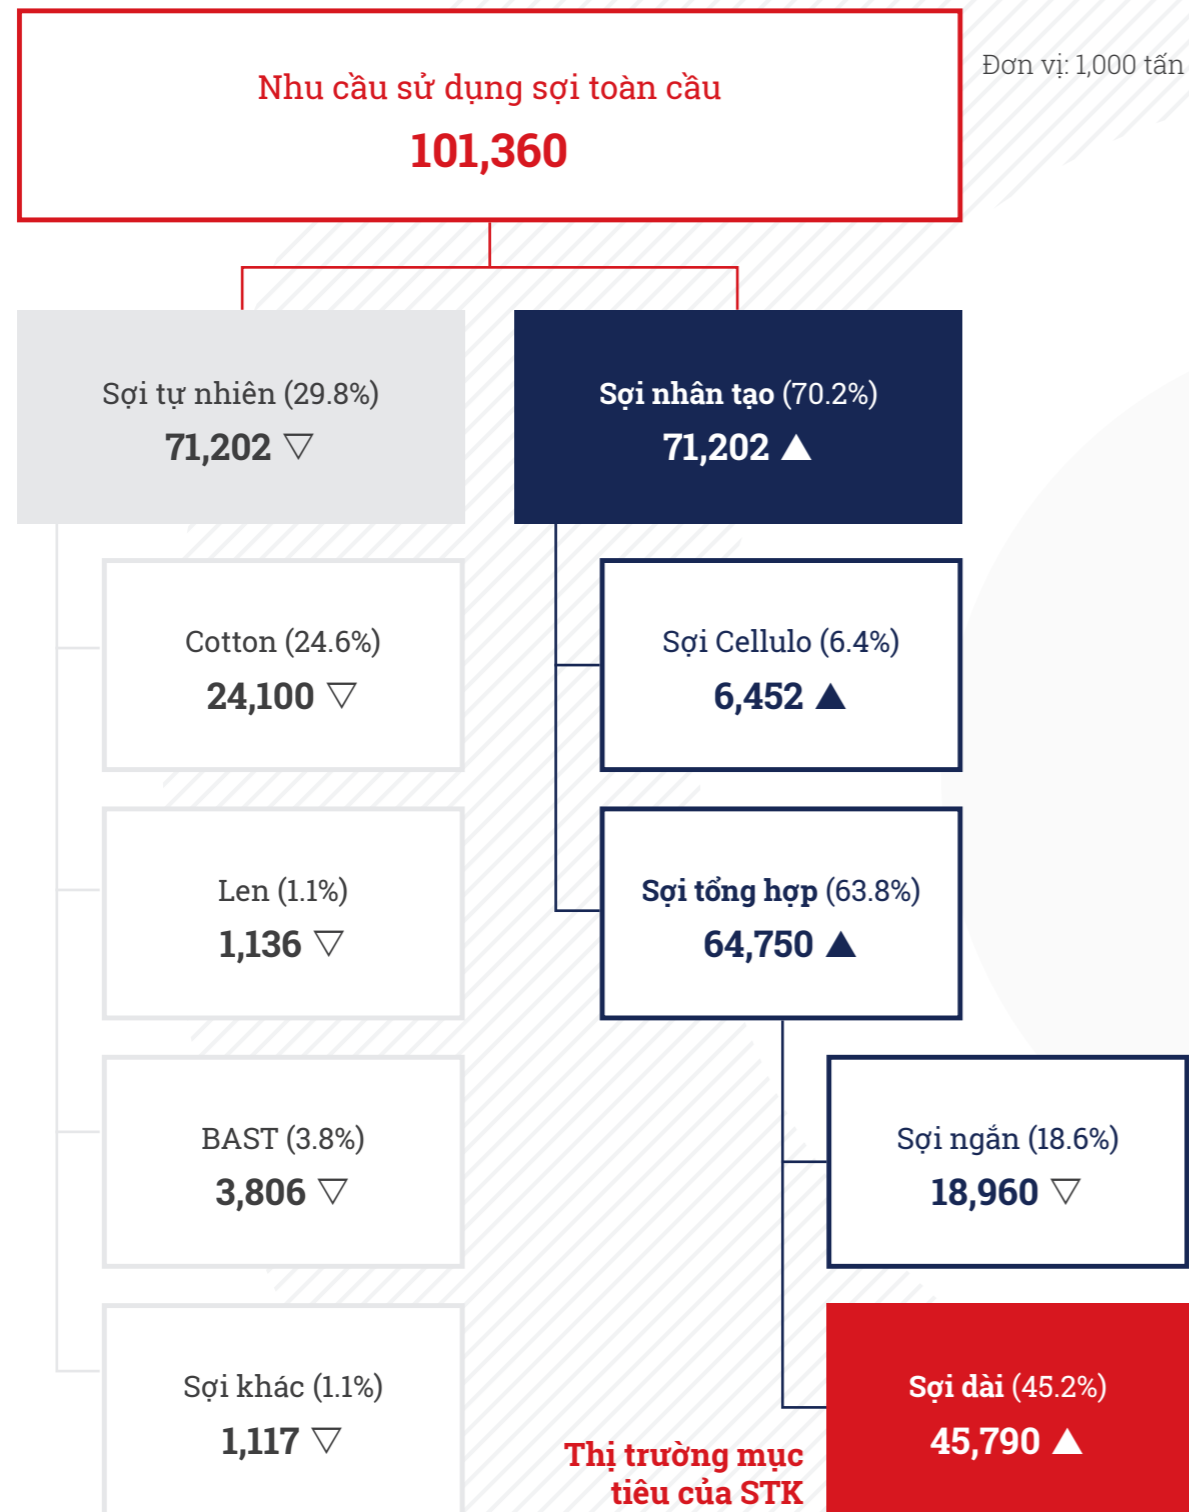 Nhu cầu sử dụng sợi toàn cầu
101,360
Đơn vị: 1,000 tấn
Sợi tự nhiên (29.8%)
71,202 ▽
Sợi nhân tạo (70.2%)
71,202 ▲
Cotton (24.6%)
24,100 ▽
Sợi Cellulo (6.4%)
6,452 ▲
Len (1.1%)
1,136 ▽
Sợi tổng hợp (63.8%)
64,750 ▲
BAST (3.8%)
3,806 ▽
Sợi ngắn (18.6%)
18,960 ▽
Sợi khác (1.1%)
1,117 ▽
Thị trường mục
tiêu của STK
Sợi dài (45.2%)
45,790 ▲